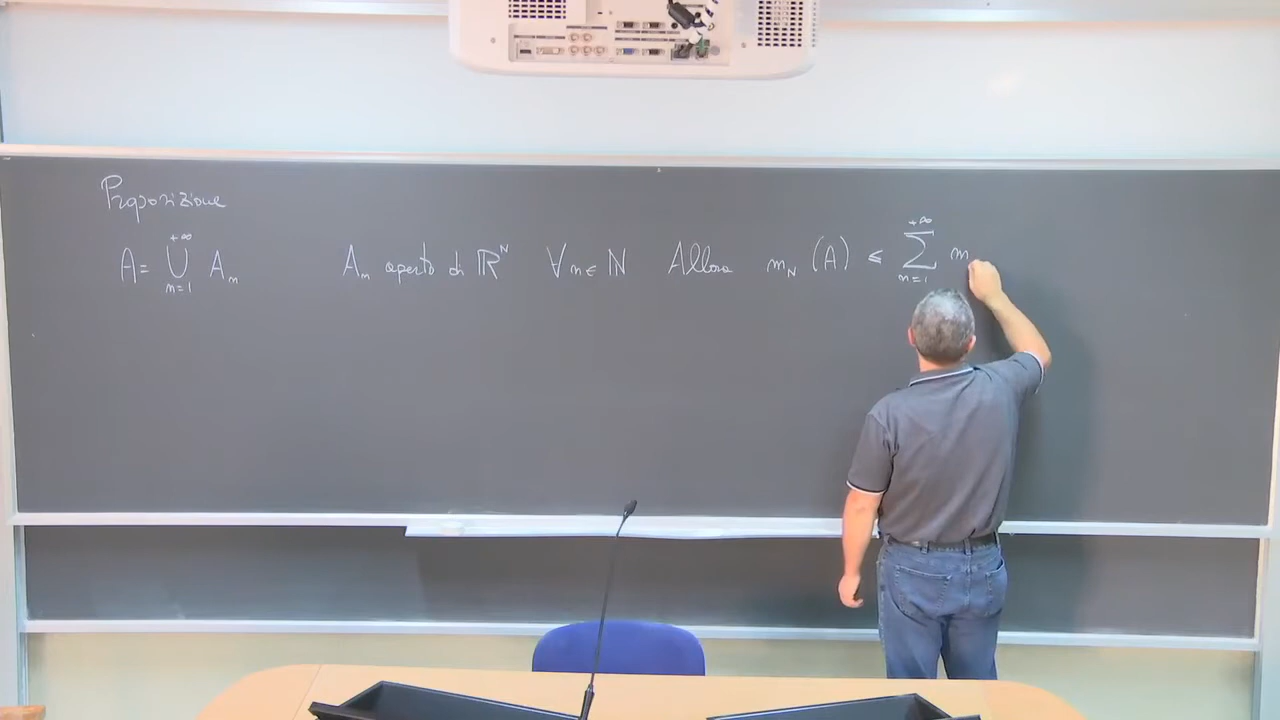 Proposizione
A = ⋃_{n=1}^{+∞} A_n    A_n aperto di ℝ^N    ∀ n ∈ ℕ    Allora    m_N (A) ≤ ∑_{n=1}^{+∞} m